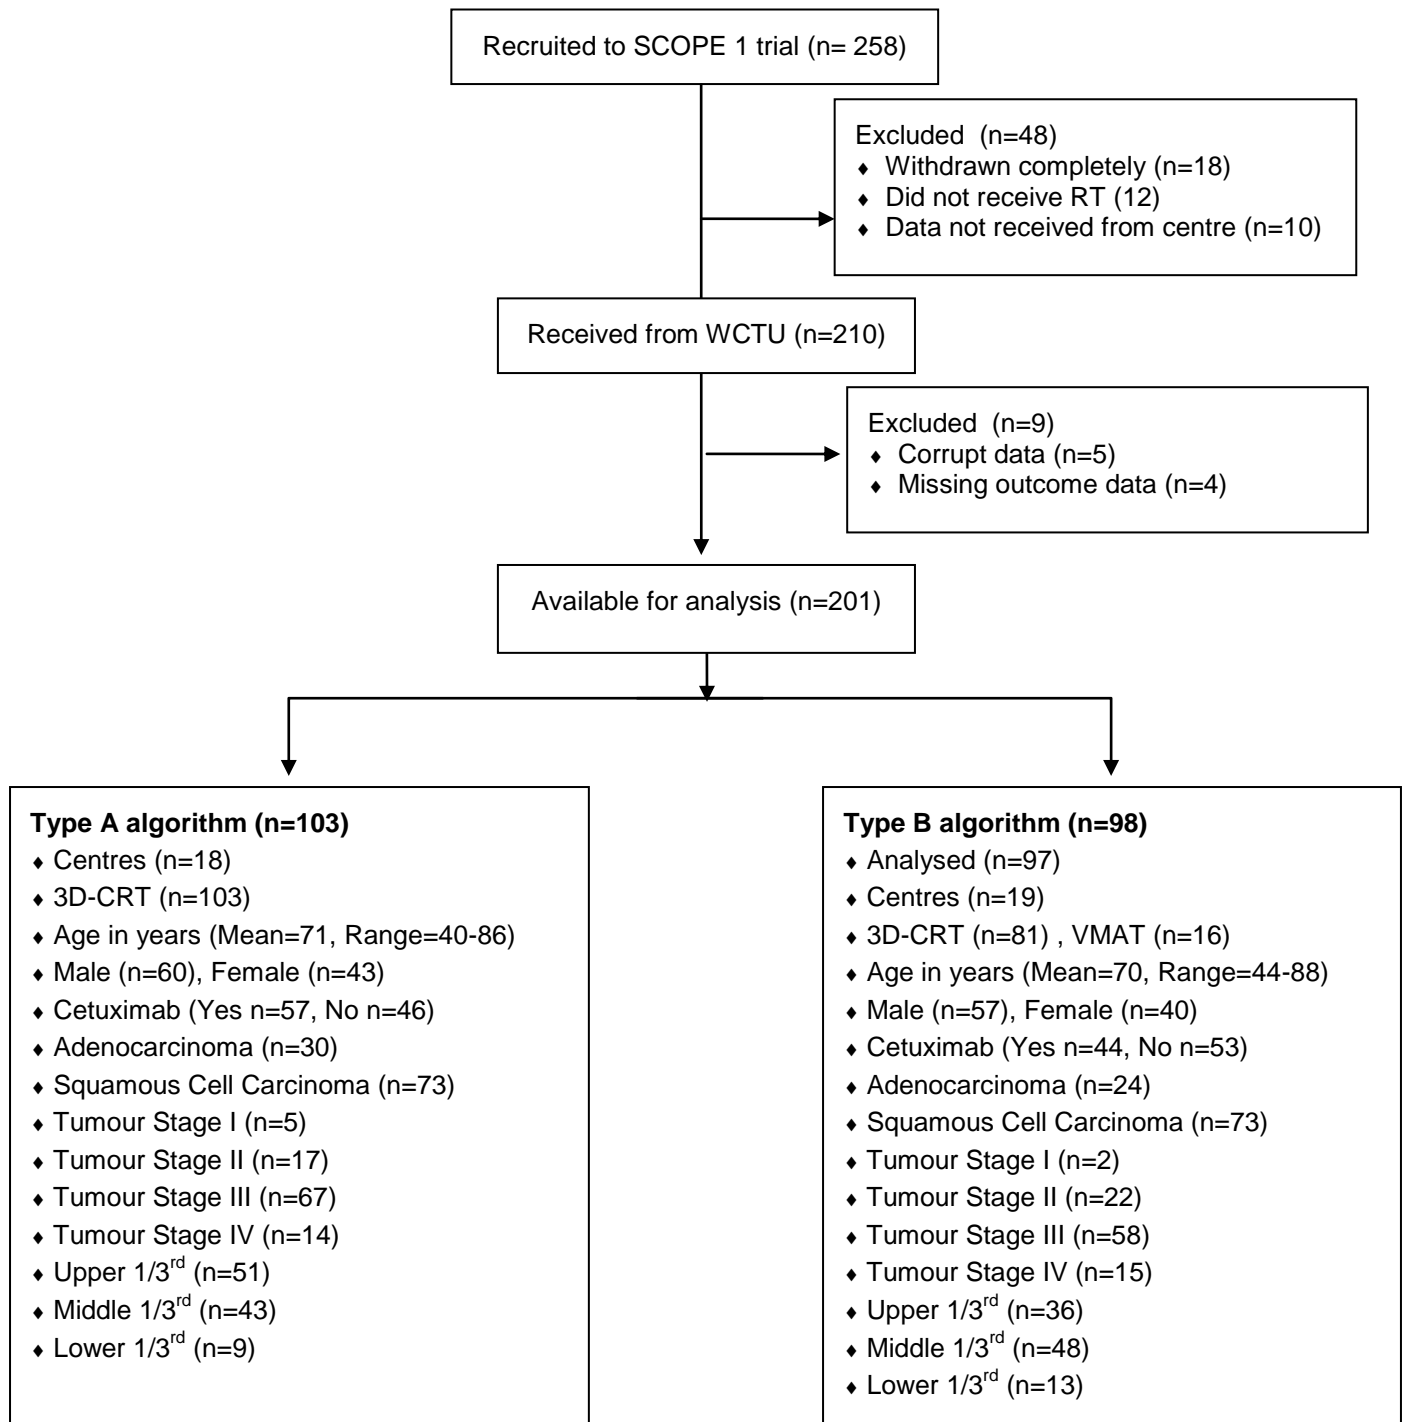 Recruited to SCOPE 1 trial (n= 258)
Excluded  (n=48)
♦ Withdrawn completely (n=18)
♦ Did not receive RT (12)
♦ Data not received from centre (n=10)
Received from WCTU (n=210)
Excluded  (n=9)
♦ Corrupt data (n=5)
♦ Missing outcome data (n=4)
Available for analysis (n=201)
Type A algorithm (n=103)
♦ Centres (n=18)
♦ 3D-CRT (n=103)
♦ Age in years (Mean=71, Range=40-86)
♦ Male (n=60), Female (n=43)
♦ Cetuximab (Yes n=57, No n=46)
♦ Adenocarcinoma (n=30)
♦ Squamous Cell Carcinoma (n=73)
♦ Tumour Stage I (n=5)
♦ Tumour Stage II (n=17)
♦ Tumour Stage III (n=67)
♦ Tumour Stage IV (n=14)
♦ Upper 1/3rd (n=51)
♦ Middle 1/3rd (n=43)
♦ Lower 1/3rd (n=9)
Type B algorithm (n=98)
♦ Analysed (n=97)
♦ Centres (n=19)
♦ 3D-CRT (n=81) , VMAT (n=16)
♦ Age in years (Mean=70, Range=44-88)
♦ Male (n=57), Female (n=40)
♦ Cetuximab (Yes n=44, No n=53)
♦ Adenocarcinoma (n=24)
♦ Squamous Cell Carcinoma (n=73)
♦ Tumour Stage I (n=2)
♦ Tumour Stage II (n=22)
♦ Tumour Stage III (n=58)
♦ Tumour Stage IV (n=15)
♦ Upper 1/3rd (n=36)
♦ Middle 1/3rd (n=48)
♦ Lower 1/3rd (n=13)